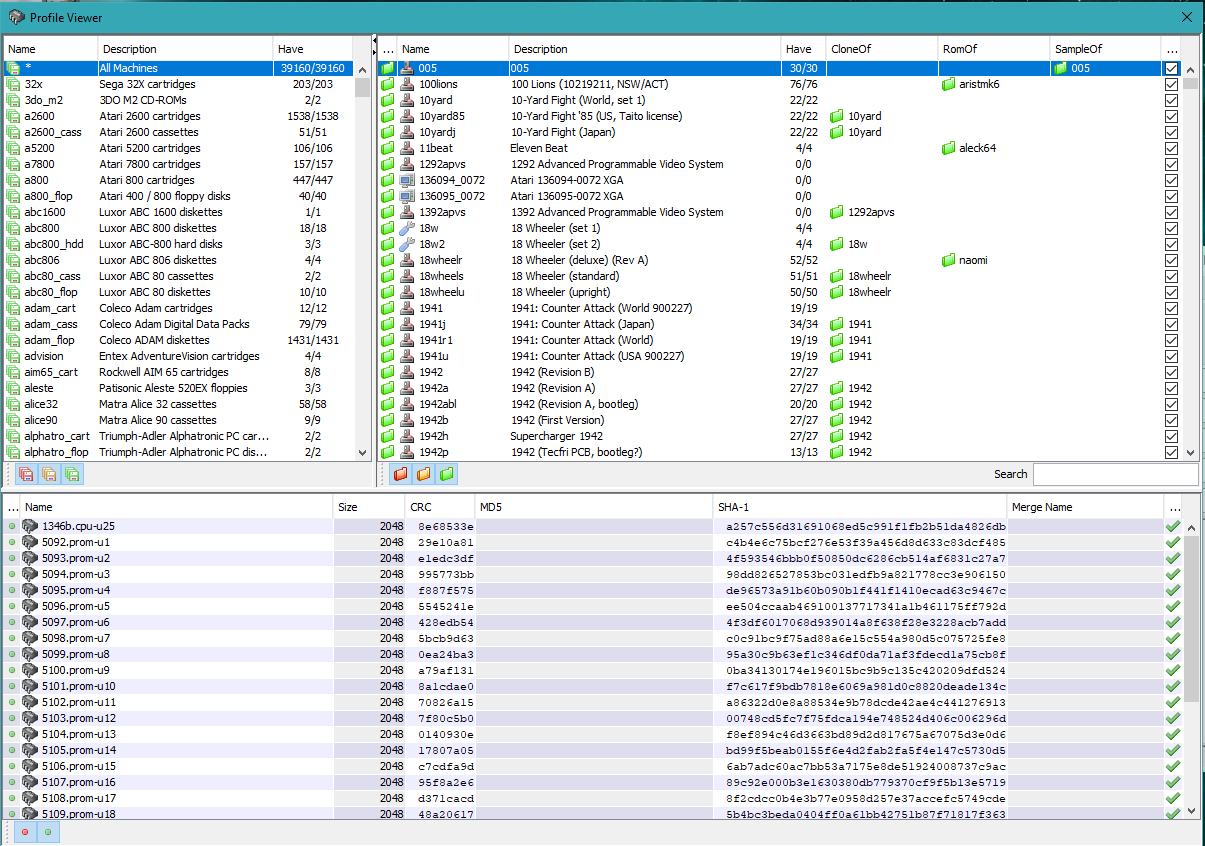 Profile Viewer
Name Description Have
* All Machines 39160/39160
32x Sega 32X cartridges 203/203
3do_m2 3DO M2 CD-ROMs 2/2
a2600 Atari 2600 cartridges 1538/1538
a2600_cass Atari 2600 cassettes 51/51
a5200 Atari 5200 cartridges 106/106
a7800 Atari 7800 cartridges 157/157
a800 Atari 800 cartridges 447/447
a800_flop Atari 400 / 800 floppy disks 40/40
abc1600 Luxor ABC 1600 diskettes 1/1
abc800 Luxor ABC 800 diskettes 18/18
abc800_hdd Luxor ABC-800 hard disks 3/3
abc806 Luxor ABC 806 diskettes 4/4
abc80_cass Luxor ABC 80 cassettes 2/2
abc80_flop Luxor ABC 80 diskettes 10/10
adam_cart Coleco Adam cartridges 12/12
adam_cass Coleco Adam Digital Data Packs 79/79
adam_flop Coleco ADAM diskettes 1431/1431
advision Entex AdventureVision cartridges 4/4
aim65_cart Rockwell AIM 65 cartridges 8/8
aleste Patisonic Aleste 520EX floppies 3/3
alice32 Matra Alice 32 cassettes 58/58
alice90 Matra Alice 90 cassettes 9/9
alphatro_cart Triumph-Adler Alphatronic PC car... 2/2
alphatro_flop Triumph-Adler Alphatronic PC dis... 2/2
... Name Description Have CloneOf RomOf SampleOf ...
005 005 30/30 005
100lions 100 Lions (10219211, NSW/ACT) 76/76 aristmk6
10yard 10-Yard Fight (World, set 1) 22/22
10yard85 10-Yard Fight '85 (US, Taito license) 22/22 10yard
10yardj 10-Yard Fight (Japan) 22/22 10yard
11beat Eleven Beat 4/4 aleck64
1292apvs 1292 Advanced Programmable Video System 0/0
136094_0072 Atari 136094-0072 XGA 0/0
136095_0072 Atari 136095-0072 XGA 0/0
1392apvs 1392 Advanced Programmable Video System 0/0 1292apvs
18w 18 Wheeler (set 1) 4/4
18w2 18 Wheeler (set 2) 4/4 18w
18wheelr 18 Wheeler (deluxe) (Rev A) 52/52 naomi
18wheels 18 Wheeler (standard) 51/51 18wheelr
18wheelu 18 Wheeler (upright) 50/50 18wheelr
1941 1941: Counter Attack (World 900227) 19/19
1941j 1941: Counter Attack (Japan) 34/34 1941
1941r1 1941: Counter Attack (World) 19/19 1941
1941u 1941: Counter Attack (USA 900227) 19/19 1941
1942 1942 (Revision B) 27/27
1942a 1942 (Revision A) 27/27 1942
1942abl 1942 (Revision A, bootleg) 20/20 1942
1942b 1942 (First Version) 27/27 1942
1942h Supercharger 1942 27/27 1942
1942p 1942 (Tecfri PCB, bootleg?) 13/13 1942
Search
... Name Size CRC MD5 SHA-1 Merge Name ...
1346b.cpu-u25 2048 8e68533e a257c556d31691068ed5c991f1fb2b51da4826db
5092.prom-u1 2048 29e10a81 c4b4e6c75bcf276e53f39a456d8d633c83dcf485
5093.prom-u2 2048 e1edc3df 4f593546bbb0f50850dc6286cb514af6831c27a7
5094.prom-u3 2048 995773bb 98dd826527853bc031edfb9a821778cc3e906150
5095.prom-u4 2048 f887f575 de96573a91b60b090b1f441f1410ecad63c9467c
5096.prom-u5 2048 5545241e ee504ccaab469100137717341a1b461175ff792d
5097.prom-u6 2048 428edb54 4f3df6017068d939014a8f638f28e3228acb7add
5098.prom-u7 2048 5bcb9d63 c0c91bc9f75ad88a6e15c554a980d5c075725fe8
5099.prom-u8 2048 0ea24ba3 95a30c9b63ef1c346df0da71af3fdecd1a75cb8f
5100.prom-u9 2048 a79af131 0ba34130174e196015bc9b9c135c420209dfd524
5101.prom-u10 2048 8a1cdae0 f7c617f9bdb7818e6069a981d0c8820deade134c
5102.prom-u11 2048 70826a15 a86322d0e8a88534e9b78dcde42ae4c441276913
5103.prom-u12 2048 7f80c5b0 00748cd5fc7f75fdca194e748524d406c006296d
5104.prom-u13 2048 0140930e f8ef894c46d3663bd89d2d817675a67075d3e0d6
5105.prom-u14 2048 17807a05 bd99f5beab0155f6e4d2fab2fa5f4e147c5730d5
5106.prom-u15 2048 c7cdfa9d 6ab7adc60ac7bb53a7175e8de51924008737c9ac
5107.prom-u16 2048 95f8a2e6 89c92e000b3e1630380db779370cf9f5b13e5719
5108.prom-u17 2048 d371cacd 8f2cdcc0b4e3b77e0958d257e37accefc5749cde
5109.prom-u18 2048 48a20617 5b4bc3beda0404ff0a61bb42751b87f71817f363